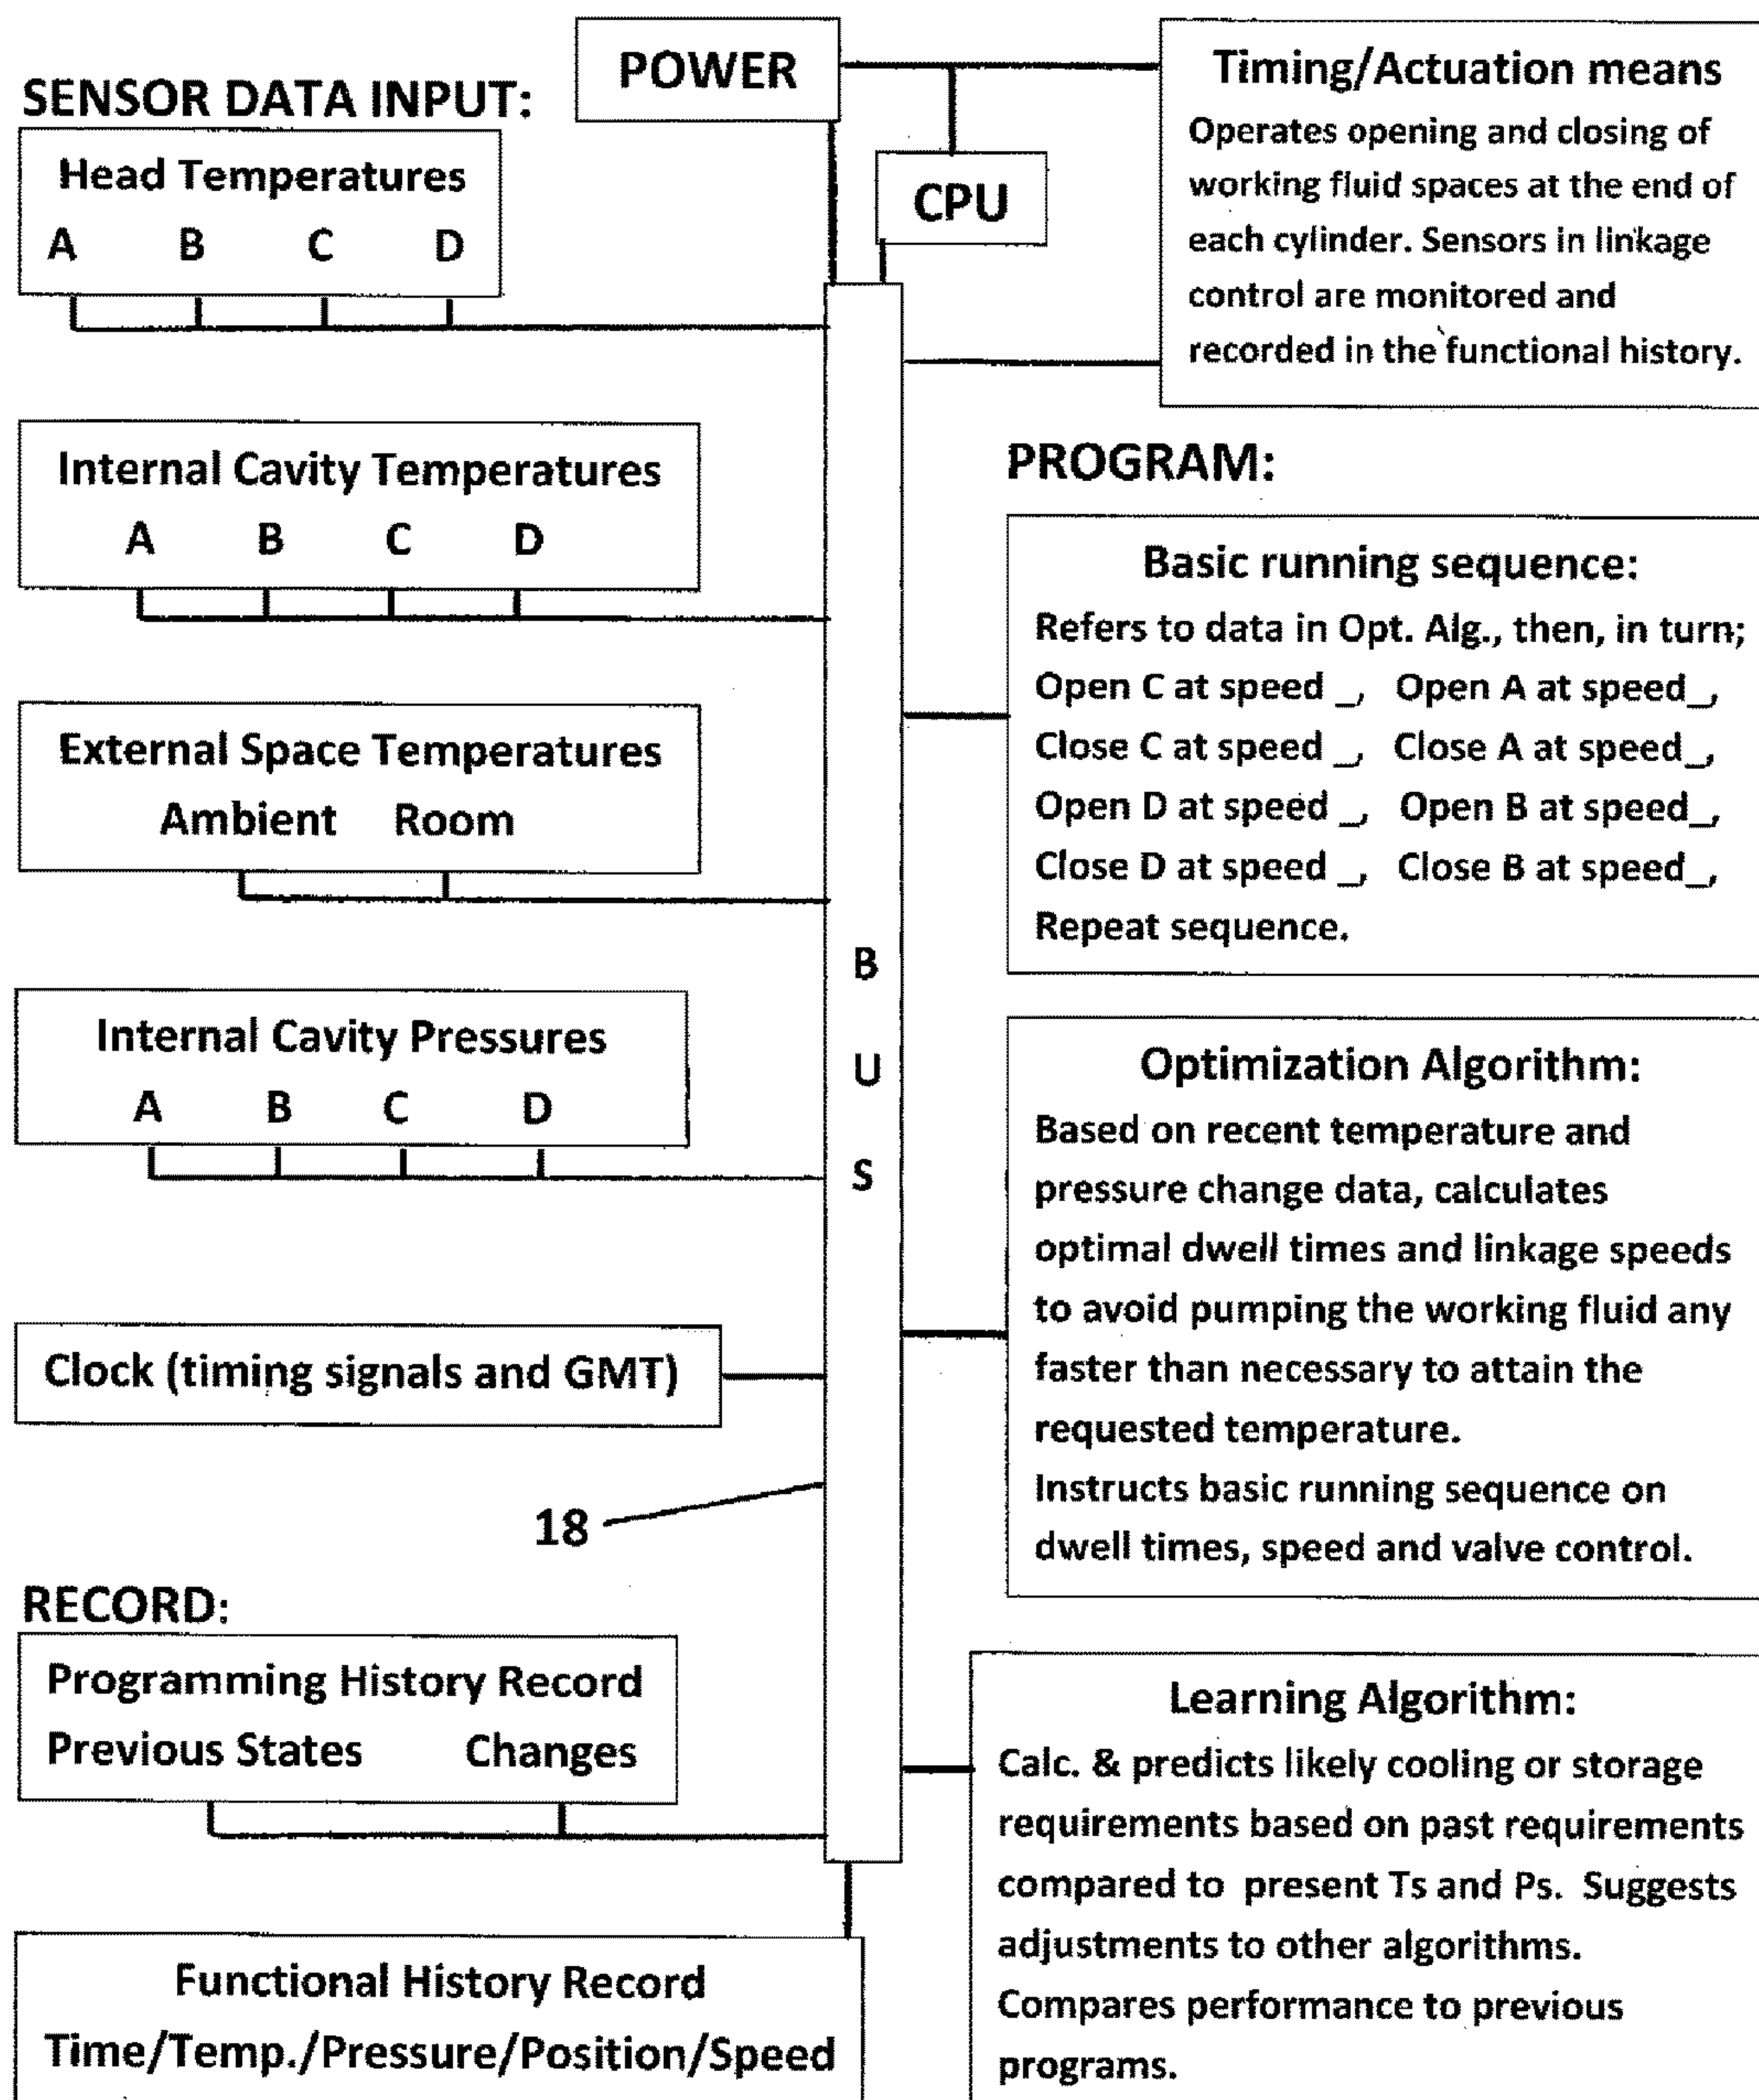 POWER
CPU
SENSOR DATA INPUT:
Head Temperatures
A B C D
Internal Cavity Temperatures
A B C D
External Space Temperatures
Ambient Room
Internal Cavity Pressures
A B C D
Clock (timing signals and GMT)
18
RECORD:
Programming History Record
Previous States Changes
Functional History Record
Time/Temp./Pressure/Position/Speed
B
U
S
Timing/Actuation means
Operates opening and closing of
working fluid spaces at the end of
each cylinder. Sensors in linkage
control are monitored and
recorded in the functional history.
PROGRAM:
Basic running sequence:
Refers to data in Opt. Alg., then, in turn;
Open C at speed _, Open A at speed_,
Close C at speed _, Close A at speed_,
Open D at speed _, Open B at speed_,
Close D at speed _, Close B at speed_,
Repeat sequence.
Optimization Algorithm:
Based on recent temperature and
pressure change data, calculates
optimal dwell times and linkage speeds
to avoid pumping the working fluid any
faster than necessary to attain the
requested temperature.
Instructs basic running sequence on
dwell times, speed and valve control.
Learning Algorithm:
Calc. & predicts likely cooling or storage
requirements based on past requirements
compared to present Ts and Ps. Suggests
adjustments to other algorithms.
Compares performance to previous
programs.